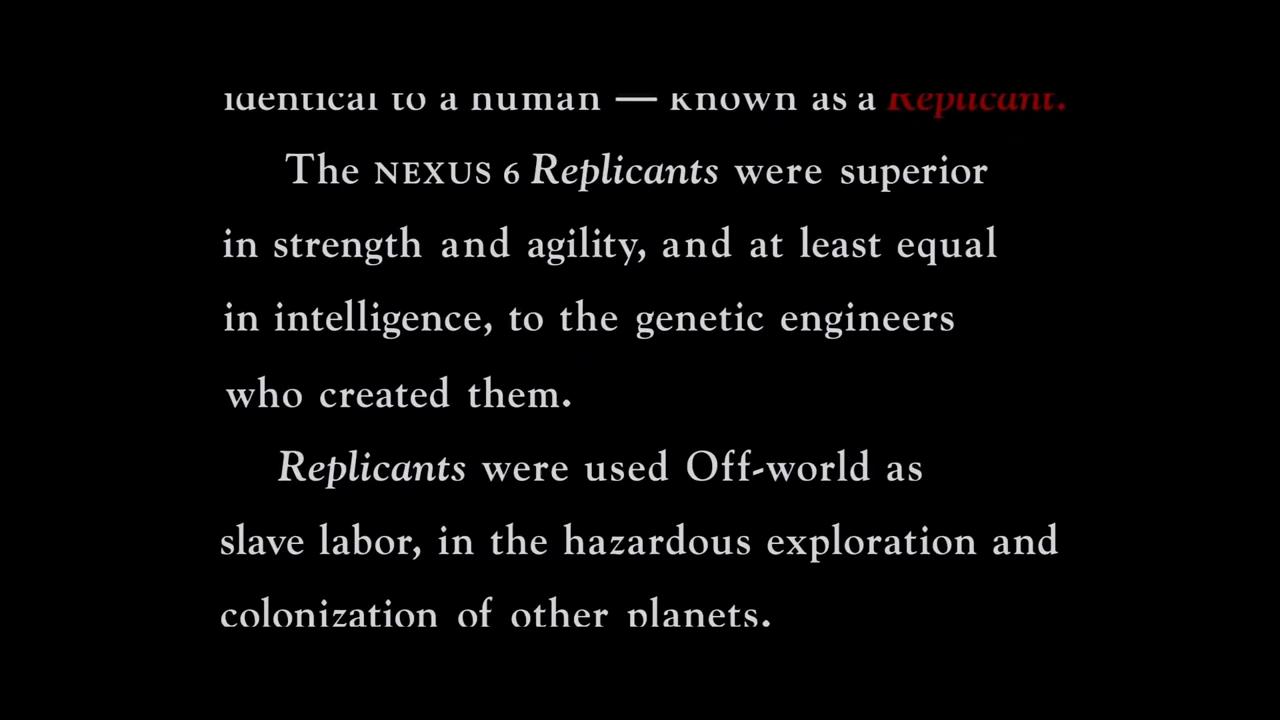 identical to a human — known as a Replicant.
The NEXUS 6 Replicants were superior
in strength and agility, and at least equal
in intelligence, to the genetic engineers
who created them.
Replicants were used Off-world as
slave labor, in the hazardous exploration and
colonization of other planets.